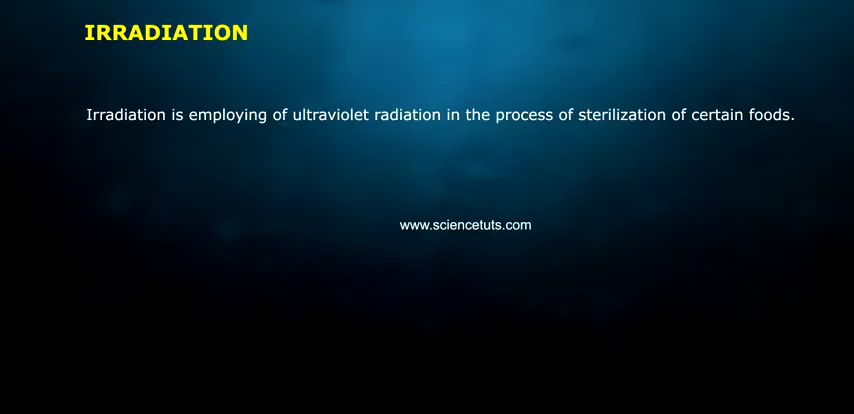 IRRADIATION
Irradiation is employing of ultraviolet radiation in the process of sterilization of certain foods.
www.sciencetuts.com